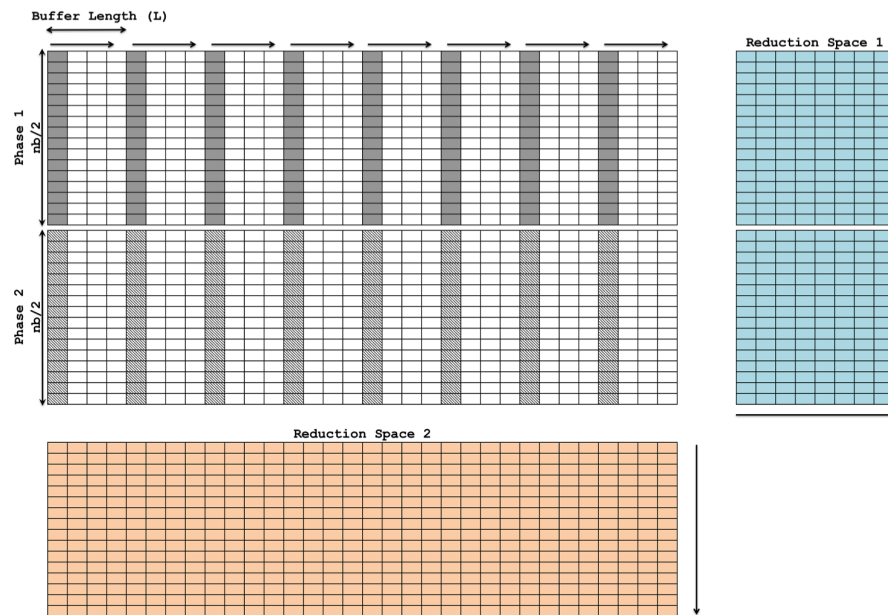 Buffer Length (L)
Reduction Space 1
Phase 1
nb/2
Phase 2
nb/2
Reduction Space 2